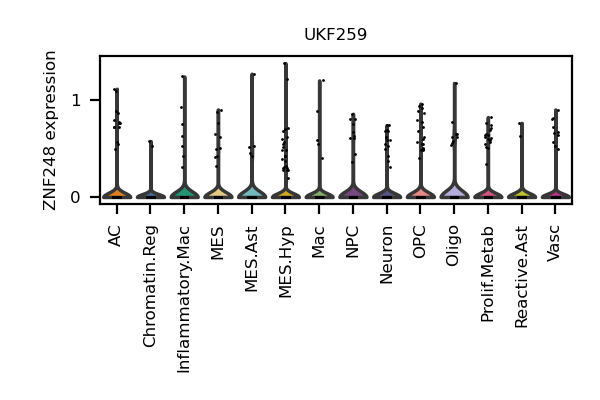 UKF259
ZNF248 expression
1
0
AC
Chromatin.Reg
Inflammatory.Mac
MES
MES.Ast
MES.Hyp
Mac
NPC
Neuron
OPC
Oligo
Prolif.Metab
Reactive.Ast
Vasc